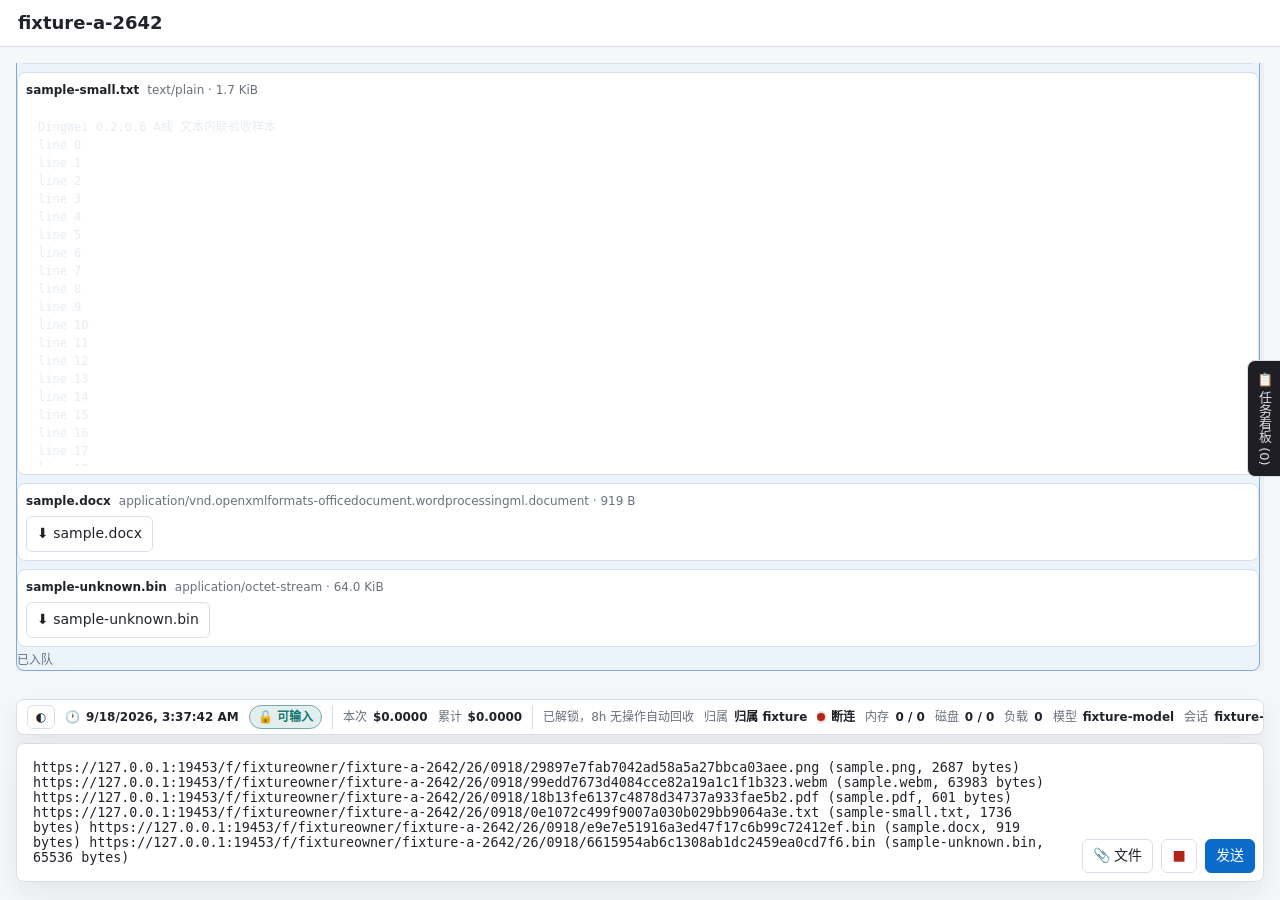 fixture-a-2642
sample-small.txt text/plain · 1.7 KiB
DingWei 0.2.0.6 A线 文本内联验收样本
line 0
line 1
line 2
line 3
line 4
line 5
line 6
line 7
line 8
line 9
line 10
line 11
line 12
line 13
line 14
line 15
line 16
line 17
📋 任务看板 (0)
sample.docx application/vnd.openxmlformats-officedocument.wordprocessingml.document · 919 B
⬇ sample.docx
sample-unknown.bin application/octet-stream · 64.0 KiB
⬇ sample-unknown.bin
已入队
9/18/2026, 3:37:42 AM 可输入 本次 $0.0000 累计 $0.0000 已解锁，8h 无操作自动回收 归属 归属 fixture 断连 内存 0 / 0 磁盘 0 / 0 负载 0 模型 fixture-model 会话 fixture-
https://127.0.0.1:19453/f/fixtureowner/fixture-a-2642/26/0918/29897e7fab7042ad58a5a27bbca03aee.png (sample.png, 2687 bytes)
https://127.0.0.1:19453/f/fixtureowner/fixture-a-2642/26/0918/99edd7673d4084cce82a19a1c1f1b323.webm (sample.webm, 63983 bytes)
https://127.0.0.1:19453/f/fixtureowner/fixture-a-2642/26/0918/18b13fe6137c4878d34737a933fae5b2.pdf (sample.pdf, 601 bytes)
https://127.0.0.1:19453/f/fixtureowner/fixture-a-2642/26/0918/0e1072c499f9007a030b029bb9064a3e.txt (sample-small.txt, 1736
bytes) https://127.0.0.1:19453/f/fixtureowner/fixture-a-2642/26/0918/e9e7e51916a3ed47f17c6b99c72412ef.bin (sample.docx, 919
bytes) https://127.0.0.1:19453/f/fixtureowner/fixture-a-2642/26/0918/6615954ab6c1308ab1dc2459ea0cd7f6.bin (sample-unknown.bin,
65536 bytes)
📎 文件
发送